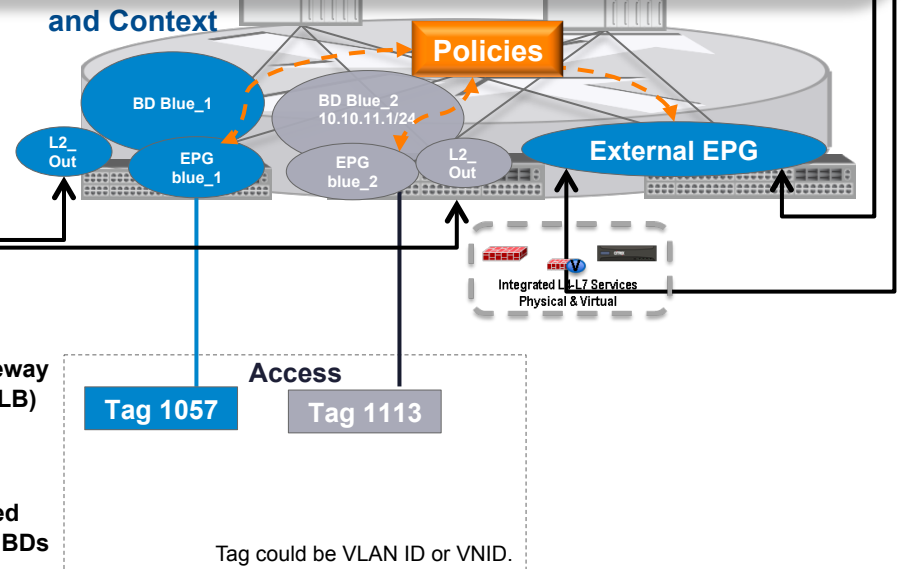 and Context
Policies
BD Blue_1
BD Blue_2
10.10.11.1/24
L2_
Out
EPG
blue_1
EPG
blue_2
L2_
Out
External EPG
V
Integrated L4-L7 Services
Physical & Virtual
eway
LB)
Access
Tag 1057
Tag 1113
ed
BDs
Tag could be VLAN ID or VNID.